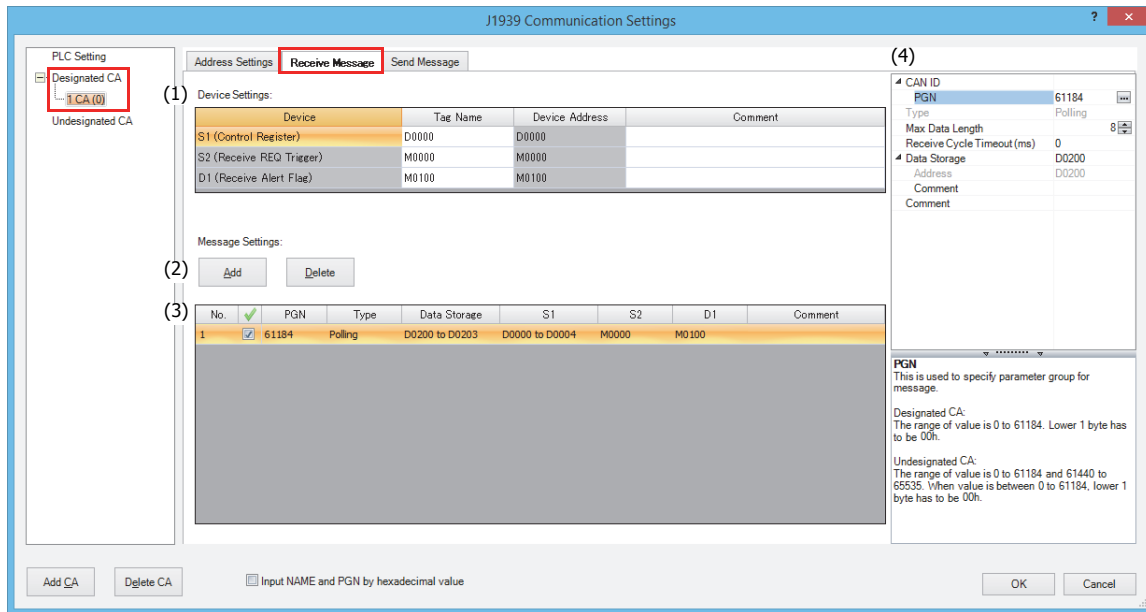 J1939 Communication Settings
? ×
PLC Setting
Designated CA
1 CA (0)
Undesignated CA
Address Settings Receive Message Send Message
(1) Device Settings:
Device Tag Name Device Address Comment
S1 (Control Register) D0000 D0000
S2 (Receive REQ Trigger) M0000 M0000
D1 (Receive Alert Flag) M0100 M0100
Message Settings:
(2) Add Delete
(3) No. PGN Type Data Storage S1 S2 D1 Comment
1 61184 Polling D0200 to D0203 D0000 to D0004 M0000 M0100
(4)
CAN ID
PGN 61184 ...
Type Polling
Max Data Length 8
Receive Cycle Timeout (ms) 0
Data Storage D0200
Address D0200
Comment
Comment
PGN
This is used to specify parameter group for
message.
Designated CA:
The range of value is 0 to 61184. Lower 1 byte has
to be 00h.
Undesignated CA:
The range of value is 0 to 61184 and 61440 to
65535. When value is between 0 to 61184, lower 1
byte has to be 00h.
Add CA Delete CA Input NAME and PGN by hexadecimal value OK Cancel